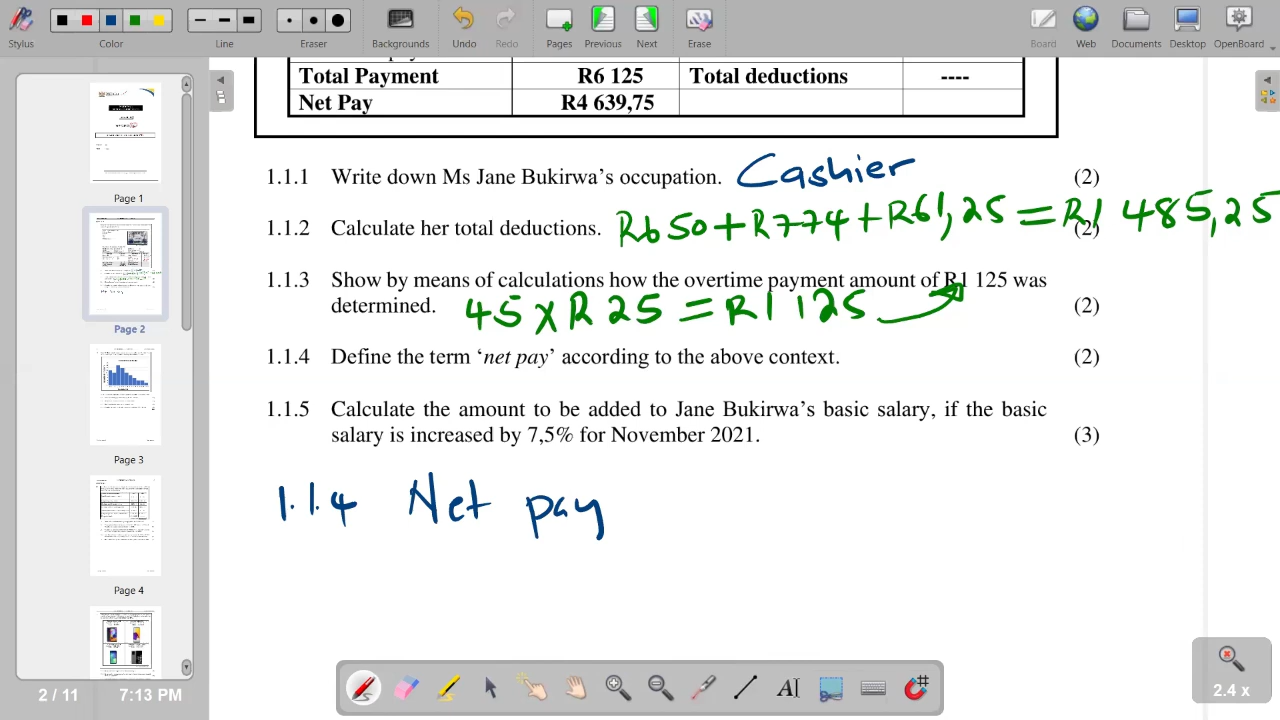 Stylus Color Line Eraser Backgrounds Undo Redo Pages Previous Next Erase Board Web Documents Desktop OpenBoard
Total Payment R6 125 Total deductions ----
Net Pay R4 639,75
1.1.1 Write down Ms Jane Bukirwa's occupation. Cashier (2)
1.1.2 Calculate her total deductions. R650+R774+R61,25=R1 485,25 (2)
1.1.3 Show by means of calculations how the overtime payment amount of R1 125 was
determined. 45 x R 25 = R1 125 (2)
1.1.4 Define the term ‘net pay’ according to the above context. (2)
1.1.5 Calculate the amount to be added to Jane Bukirwa's basic salary, if the basic
salary is increased by 7,5% for November 2021. (3)
1.1.4 Net pay
Page 1
Page 2
Page 3
Page 4
2 / 11 7:13 PM
2.4 x